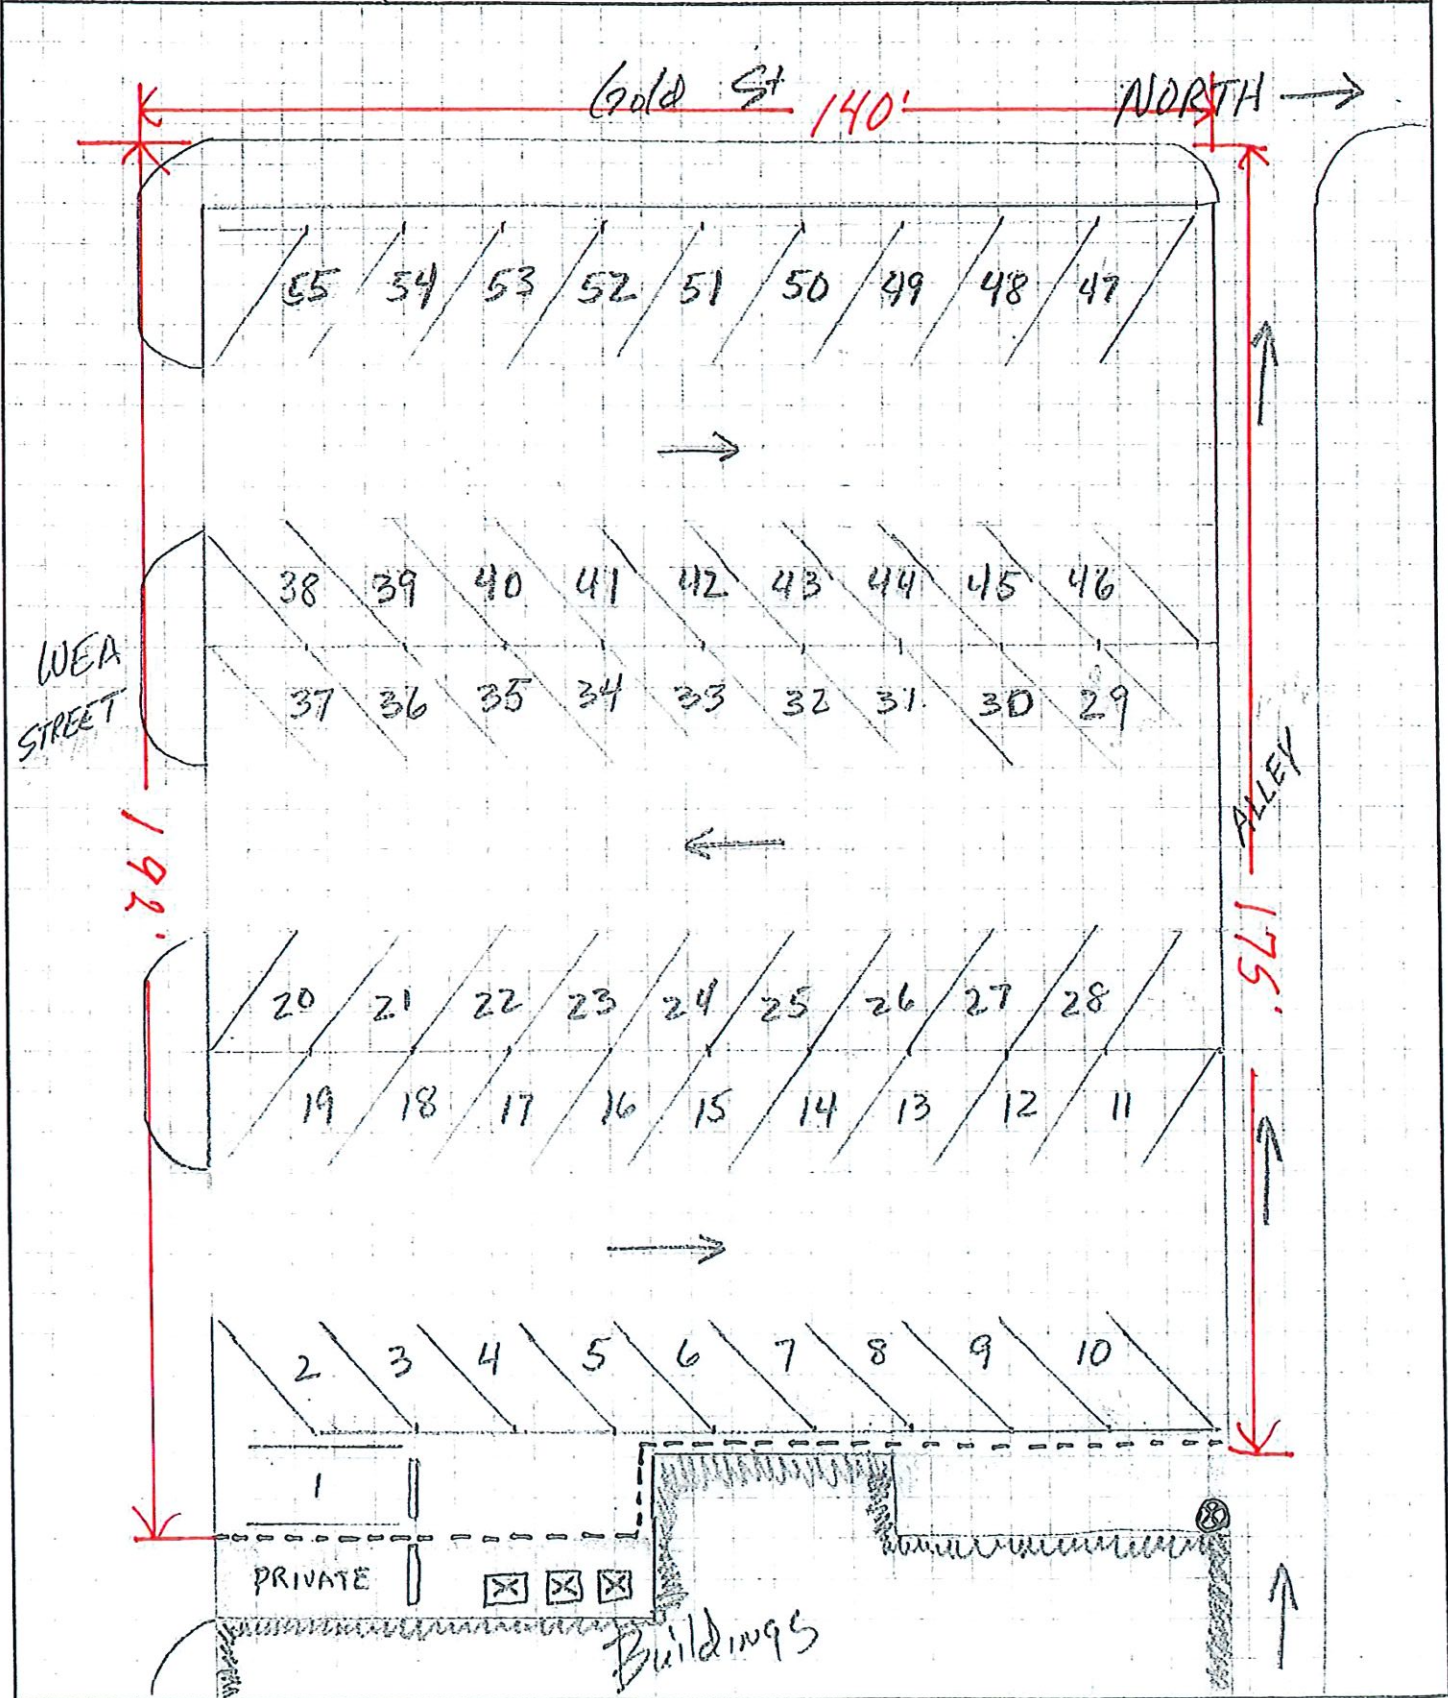 Gold St
140'
NORTH
55 54 53 52 51 50 49 48 47
38 39 40 41 42 43 44 45 46
WEA
STREET
37 36 35 34 33 32 31 30 29
ALLEY
192'
175'
20 21 22 23 24 25 26 27 28
19 18 17 16 15 14 13 12 11
2 3 4 5 6 7 8 9 10
1
PRIVATE
Buildings